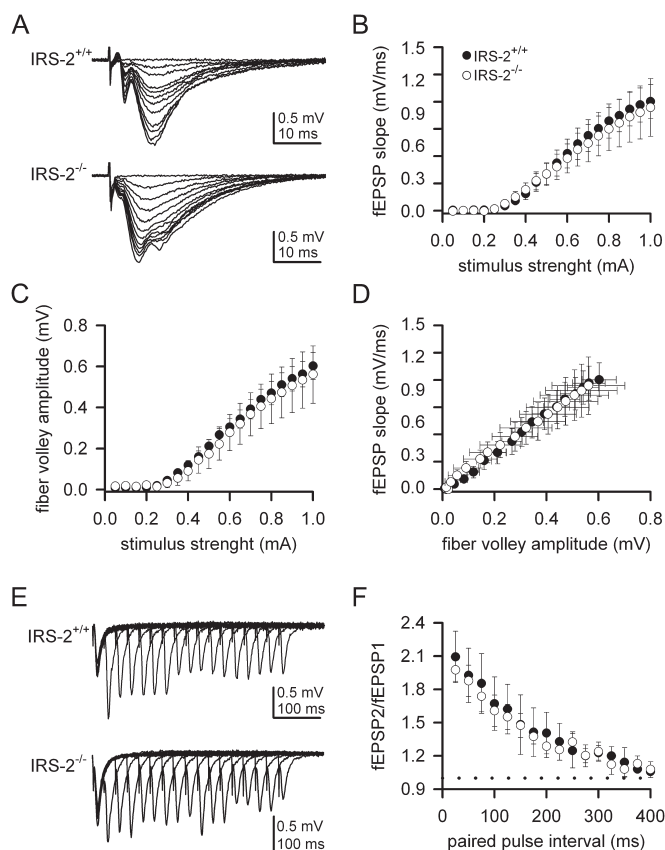 A
IRS-2+/+
0.5 mV
10 ms
IRS-2-/-
0.5 mV
10 ms
B
IRS-2+/+
IRS-2-/-
fEPSP slope (mV/ms)
1.5
1.2
0.9
0.6
0.3
0.0
0.0 0.2 0.4 0.6 0.8 1.0
stimulus strenght (mA)
C
fiber volley amplitude (mV)
0.8
0.6
0.4
0.2
0.0
0.0 0.2 0.4 0.6 0.8 1.0
stimulus strenght (mA)
D
fEPSP slope (mV/ms)
1.5
1.2
0.9
0.6
0.3
0.0
0.0 0.2 0.4 0.6 0.8
fiber volley amplitude (mV)
E
IRS-2+/+
0.5 mV
100 ms
IRS-2-/-
0.5 mV
100 ms
F
fEPSP2/fEPSP1
2.4
2.1
1.8
1.5
1.2
0.9
0 100 200 300 400
paired pulse interval (ms)